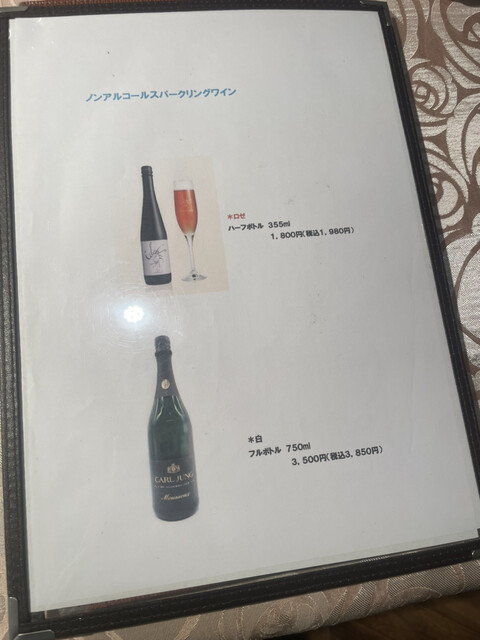 ノンアルコールスパークリングワイン
*ロゼ
ハーフボトル 355ml
1,800円(税込1,980円)
*白
フルボトル 750ml
3,500円(税込3,850円)
CARL JUNG
Mousseux